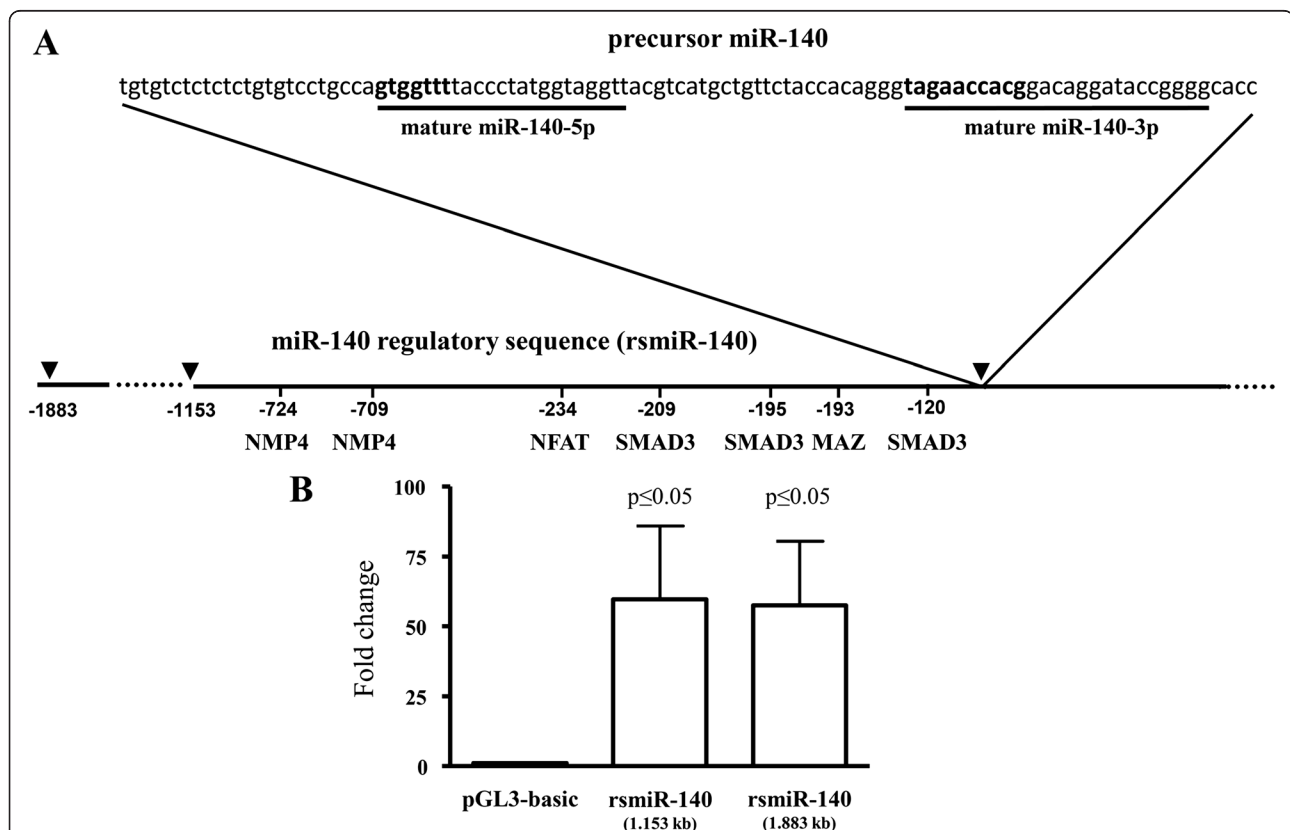 A
precursor miR-140
tgtgtctctctctgtgtcctgccagtggttttaccctatggtaggttacgtcatgctgttctaccacagggtagaaccacggacaggataccggggcacc
mature miR-140-5p
mature miR-140-3p
miR-140 regulatory sequence (rsmiR-140)
-1883
-1153
-724
-709
-234
-209
-195
-193
-120
NMP4
NMP4
NFAT
SMAD3
SMAD3
MAZ
SMAD3
B
Fold change
100
75
50
25
0
p≤0.05
p≤0.05
pGL3-basic
rsmiR-140
(1.153 kb)
rsmiR-140
(1.883 kb)